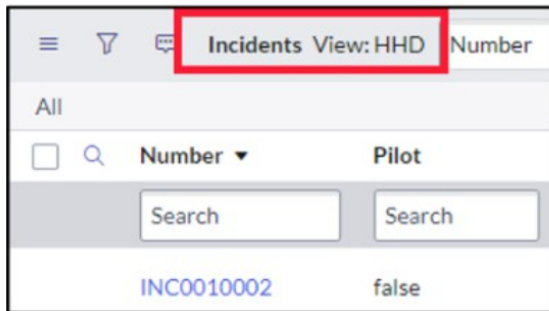 Incidents View: HHD Number
All
Number ▼ Pilot
Search Search
INC0010002 false